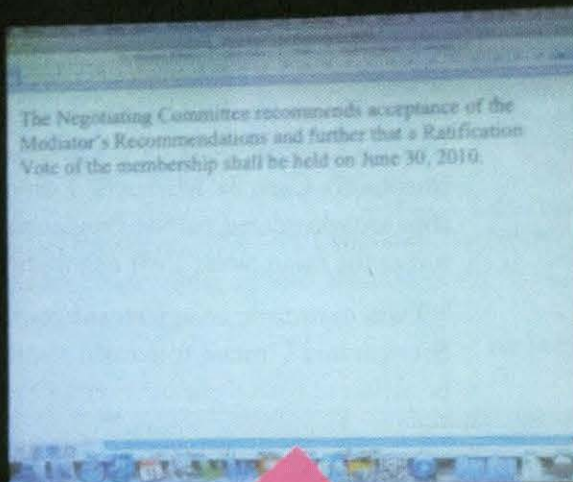 The Negotiating Committee recommends acceptance of the
Mediator's Recommendations and further that a Ratification
Vote of the membership shall be held on June 30, 2010.